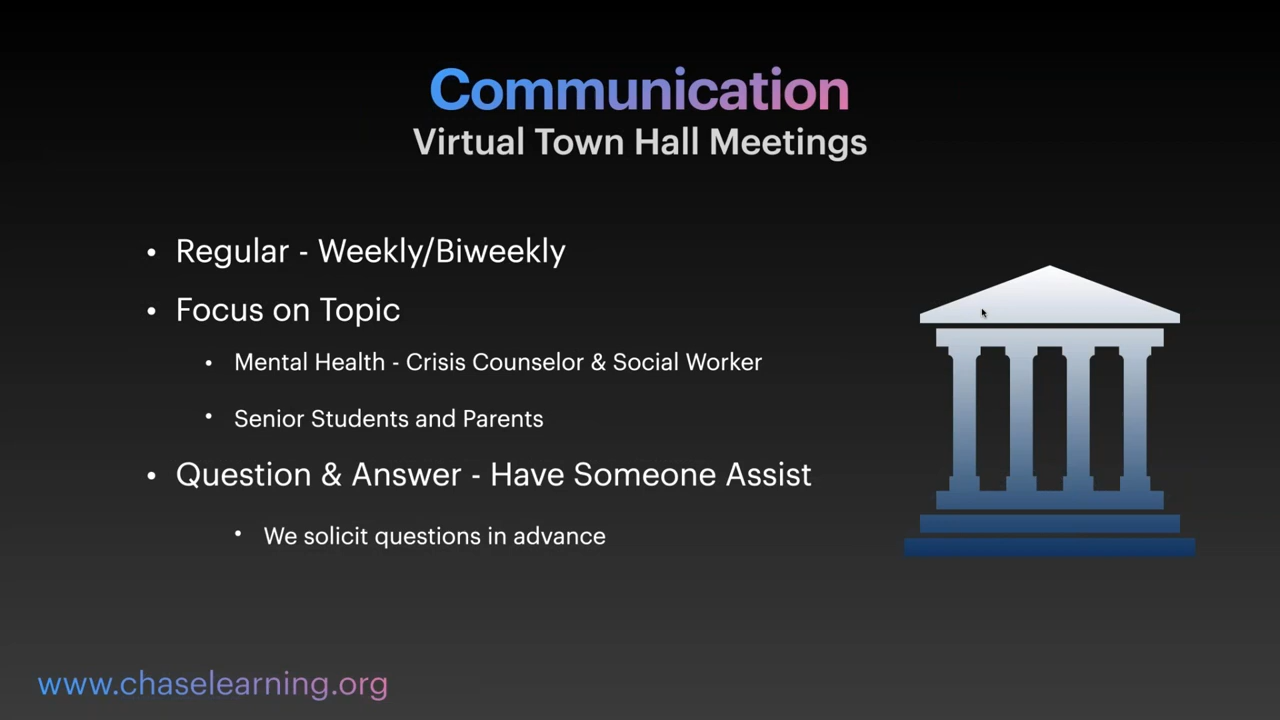 Communication
Virtual Town Hall Meetings
• Regular - Weekly/Biweekly
• Focus on Topic
• Mental Health - Crisis Counselor & Social Worker
• Senior Students and Parents
• Question & Answer - Have Someone Assist
• We solicit questions in advance
www.chaselearning.org